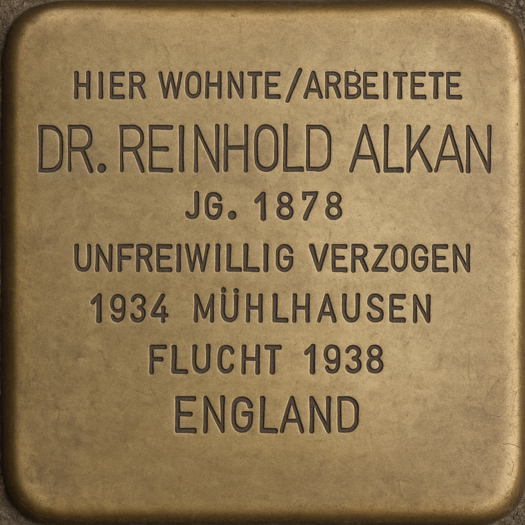 HIER WOHNTE/ARBEITETE
DR. REINHOLD ALKAN
JG. 1878
UNFREIWILLIG VERZOGEN
1934 MÜHLHAUSEN
FLUCHT 1938
ENGLAND